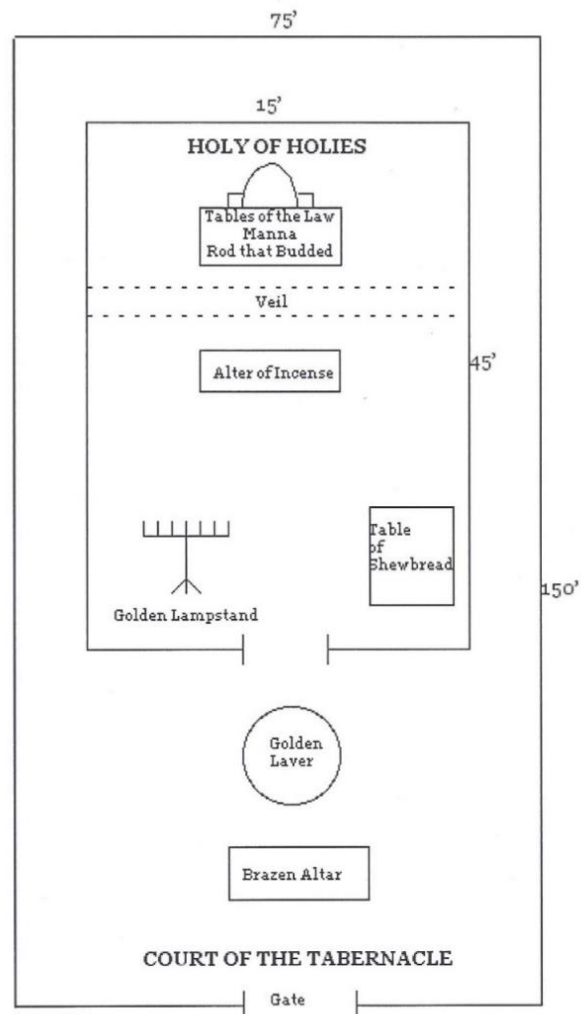 75'
15'
HOLY OF HOLIES
Tables of the Law
Manna
Rod that Budded
Veil
Alter of Incense
45'
Table
of
Shewbread
150'
Golden Lampstand
Golden
Laver
Brazen Altar
COURT OF THE TABERNACLE
Gate